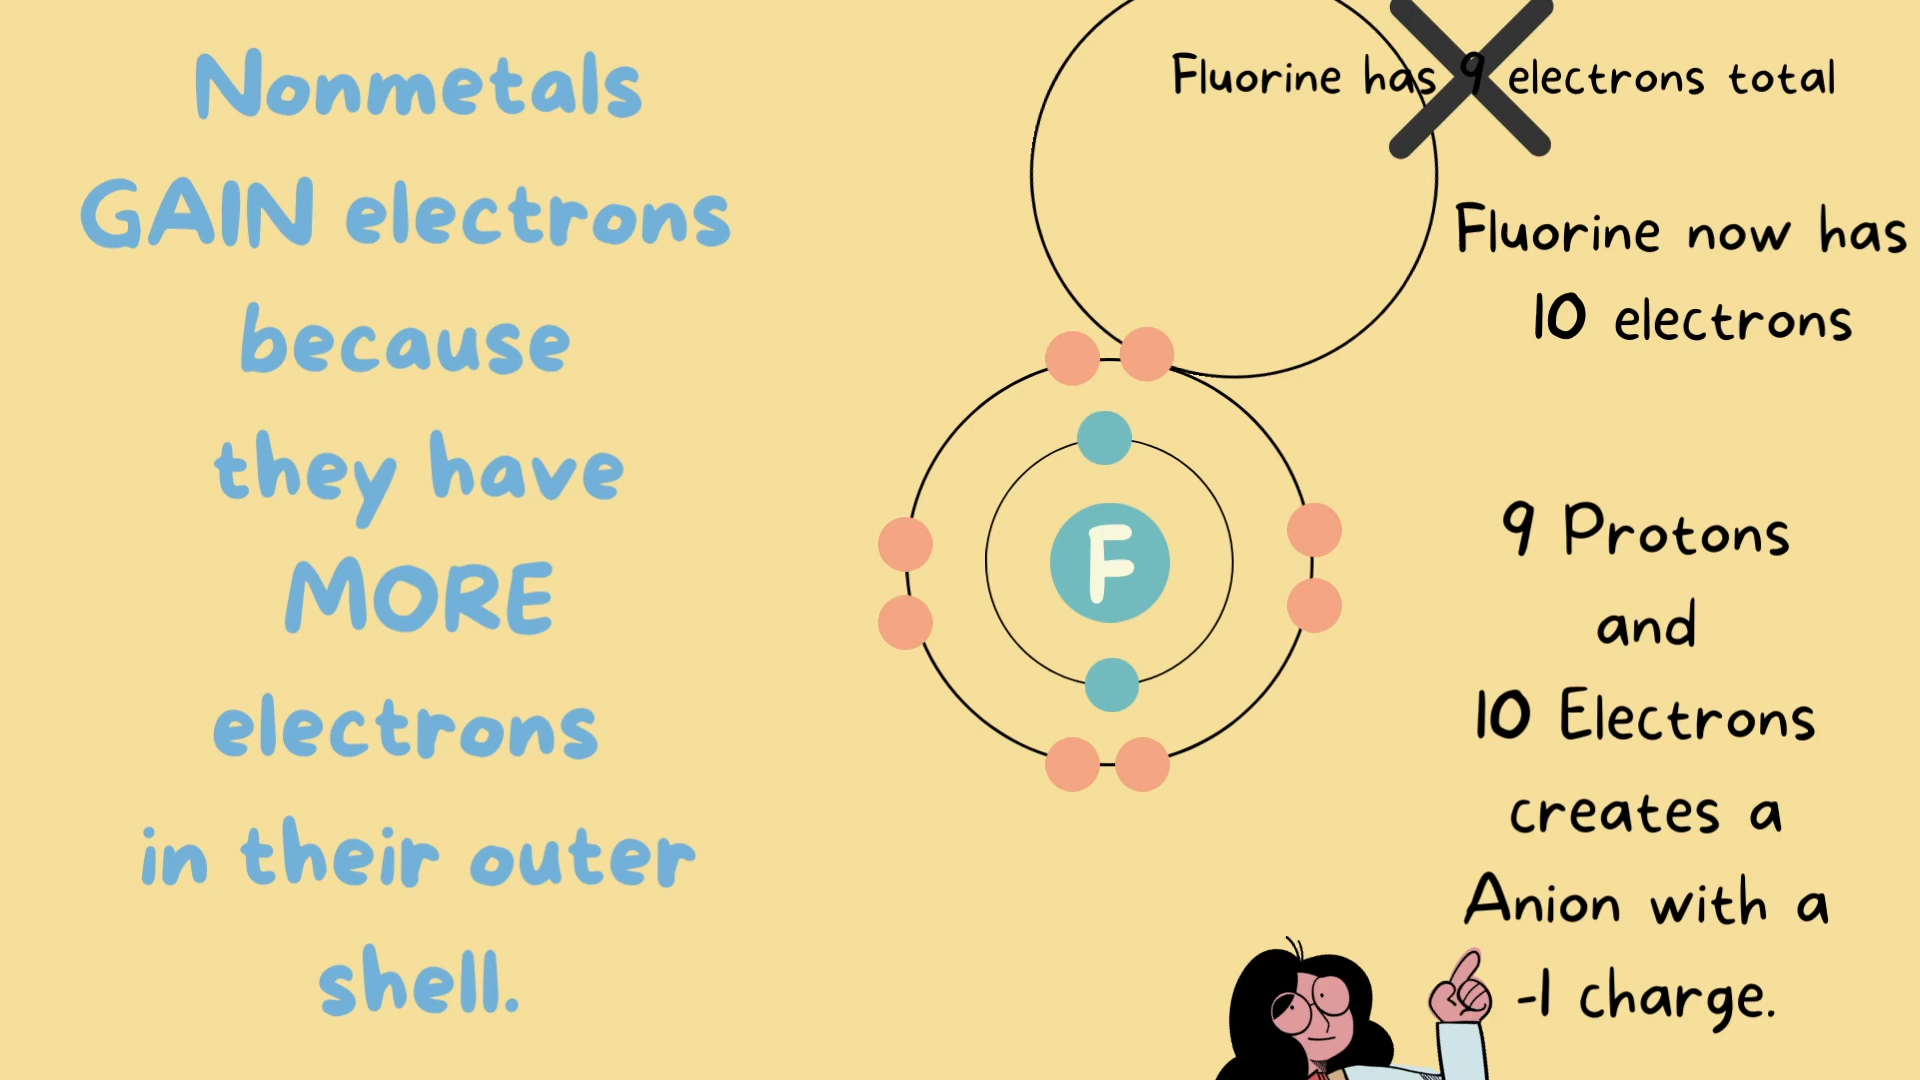 Nonmetals
GAIN electrons
because
they have
MORE
electrons
in their outer
shell.
Fluorine has 9 electrons total
Fluorine now has
10 electrons
F
9 Protons
and
10 Electrons
creates a
Anion with a
-1 charge.